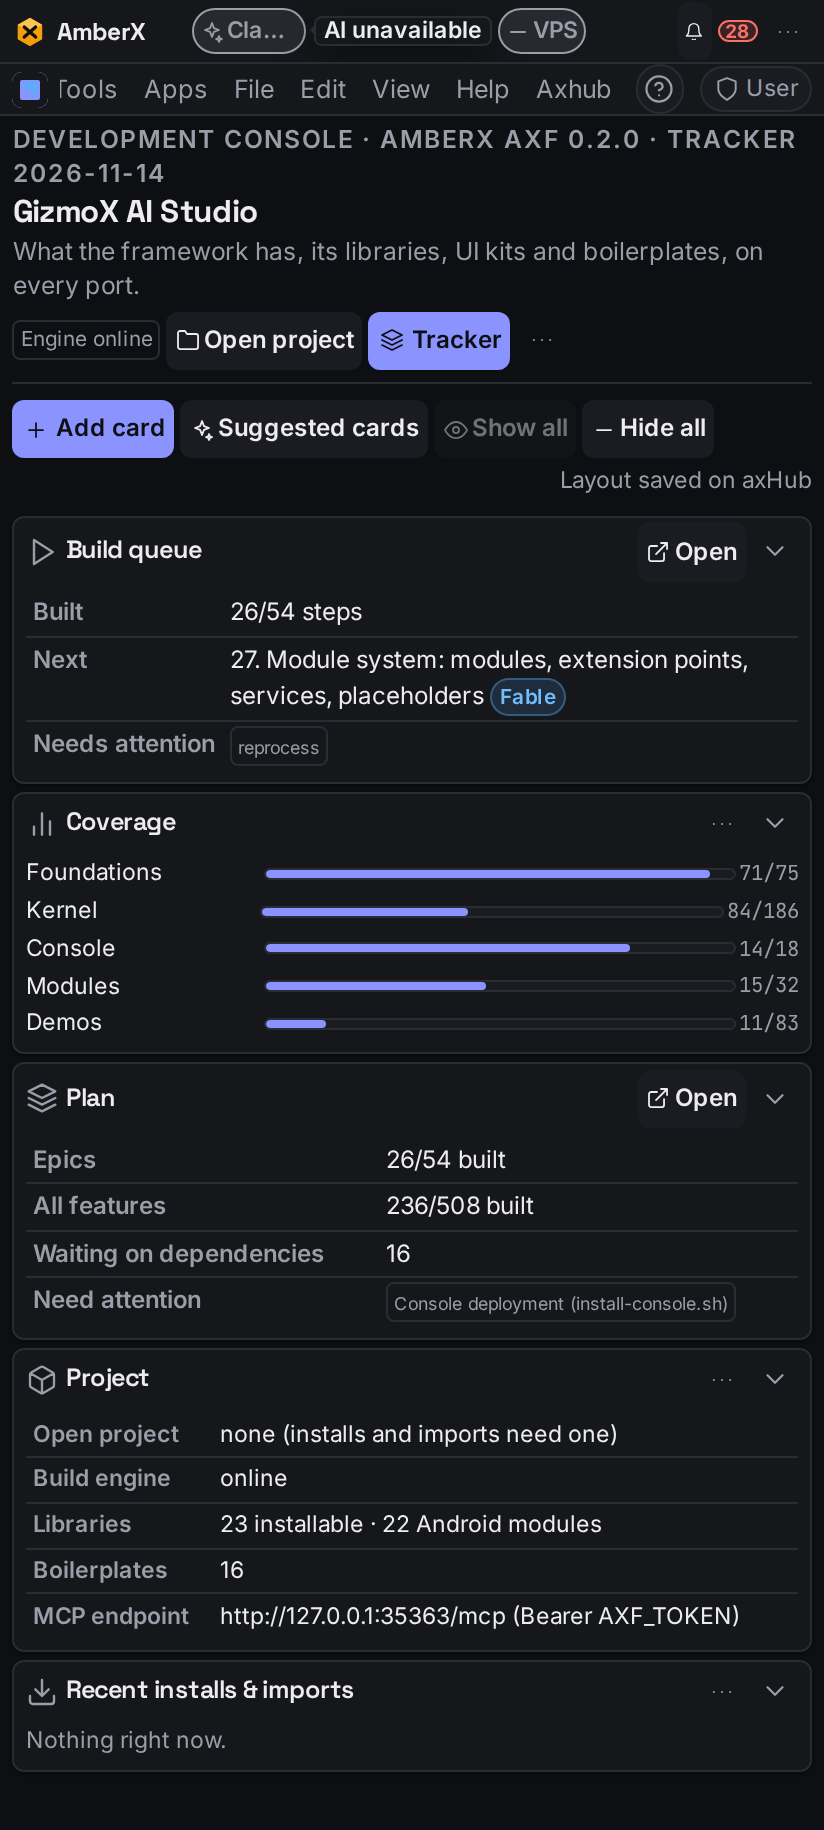 AmberX Cla... AI unavailable — VPS 28 ...
Tools Apps File Edit View Help Axhub ? User
DEVELOPMENT CONSOLE · AMBERX AXF 0.2.0 · TRACKER
2026-11-14
GizmoX AI Studio
What the framework has, its libraries, UI kits and boilerplates, on
every port.
Engine online Open project Tracker ...
+ Add card Suggested cards Show all — Hide all
Layout saved on axHub
Build queue Open
Built 26/54 steps
Next 27. Module system: modules, extension points,
services, placeholders Fable
Needs attention reprocess
Coverage ...
Foundations 71/75
Kernel 84/186
Console 14/18
Modules 15/32
Demos 11/83
Plan Open
Epics 26/54 built
All features 236/508 built
Waiting on dependencies 16
Need attention Console deployment (install-console.sh)
Project ...
Open project none (installs and imports need one)
Build engine online
Libraries 23 installable · 22 Android modules
Boilerplates 16
MCP endpoint http://127.0.0.1:35363/mcp (Bearer AXF_TOKEN)
Recent installs & imports ...
Nothing right now.